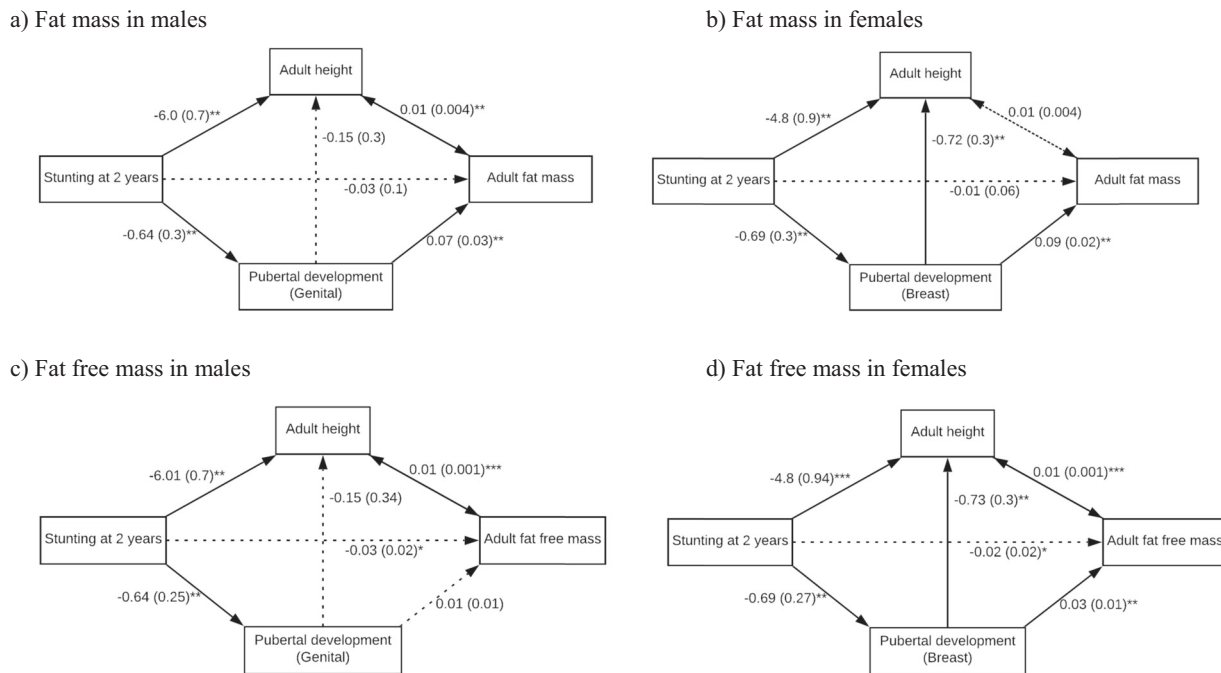 a) Fat mass in males
Adult height
-6.0 (0.7)**
0.01 (0.004)**
-0.15 (0.3)
Stunting at 2 years
-0.03 (0.1)
Adult fat mass
-0.64 (0.3)**
0.07 (0.03)**
Pubertal development
(Genital)
b) Fat mass in females
Adult height
-4.8 (0.9)**
0.01 (0.004)
-0.72 (0.3)**
Stunting at 2 years
-0.01 (0.06)
Adult fat mass
-0.69 (0.3)**
0.09 (0.02)**
Pubertal development
(Breast)
c) Fat free mass in males
Adult height
-6.01 (0.7)**
0.01 (0.001)***
-0.15 (0.34)
Stunting at 2 years
-0.03 (0.02)*
Adult fat free mass
-0.64 (0.25)**
0.01 (0.01)
Pubertal development
(Genital)
d) Fat free mass in females
Adult height
-4.8 (0.94)***
0.01 (0.001)***
-0.73 (0.3)**
Stunting at 2 years
-0.02 (0.02)*
Adult fat free mass
-0.69 (0.27)**
0.03 (0.01)**
Pubertal development
(Breast)